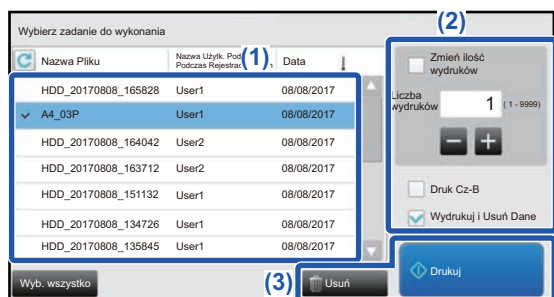 (2)
Wybierz zadanie do wykonania
Nazwa Pliku
Nazwa Użytk. Pod
Podczas Rejestrac
(1)
Data
HDD_20170808_165828 User1 08/08/2017
A4_03P User1 08/08/2017
HDD_20170808_164042 User2 08/08/2017
HDD_20170808_163712 User2 08/08/2017
HDD_20170808_151132 User1 08/08/2017
HDD_20170808_134726 User1 08/08/2017
HDD_20170808_135845 User1 08/08/2017
Zmień ilość
wydruków
Liczba
wydruków
1 ( 1 - 9999)
Druk Cz-B
Wydrukuj i Usuń Dane
Wyb. wszystko
(3)
Usuń
Drukuj